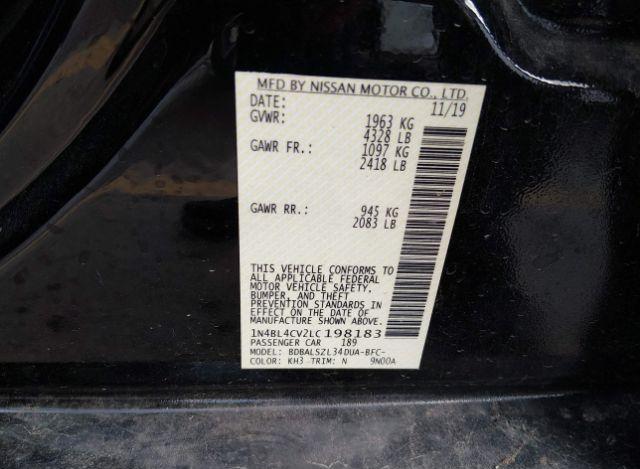 MFD BY NISSAN MOTOR CO., LTD.
DATE: 11/19
GVWR: 1963 KG
4328 LB
GAWR FR.: 1097 KG
2418 LB
GAWR RR.: 945 KG
2083 LB
THIS VEHICLE CONFORMS TO
ALL APPLICABLE FEDERAL
MOTOR VEHICLE SAFETY,
BUMPER, AND THEFT
PREVENTION STANDARDS IN
EFFECT ON THE DATE OF
MANUFACTURE SHOWN ABOVE.
1N4BL4CV2LC198183
PASSENGER CAR 189
MODEL: BDBALSZL34DUA-BFC-
COLOR: KH3 TRIM: N 9N00A